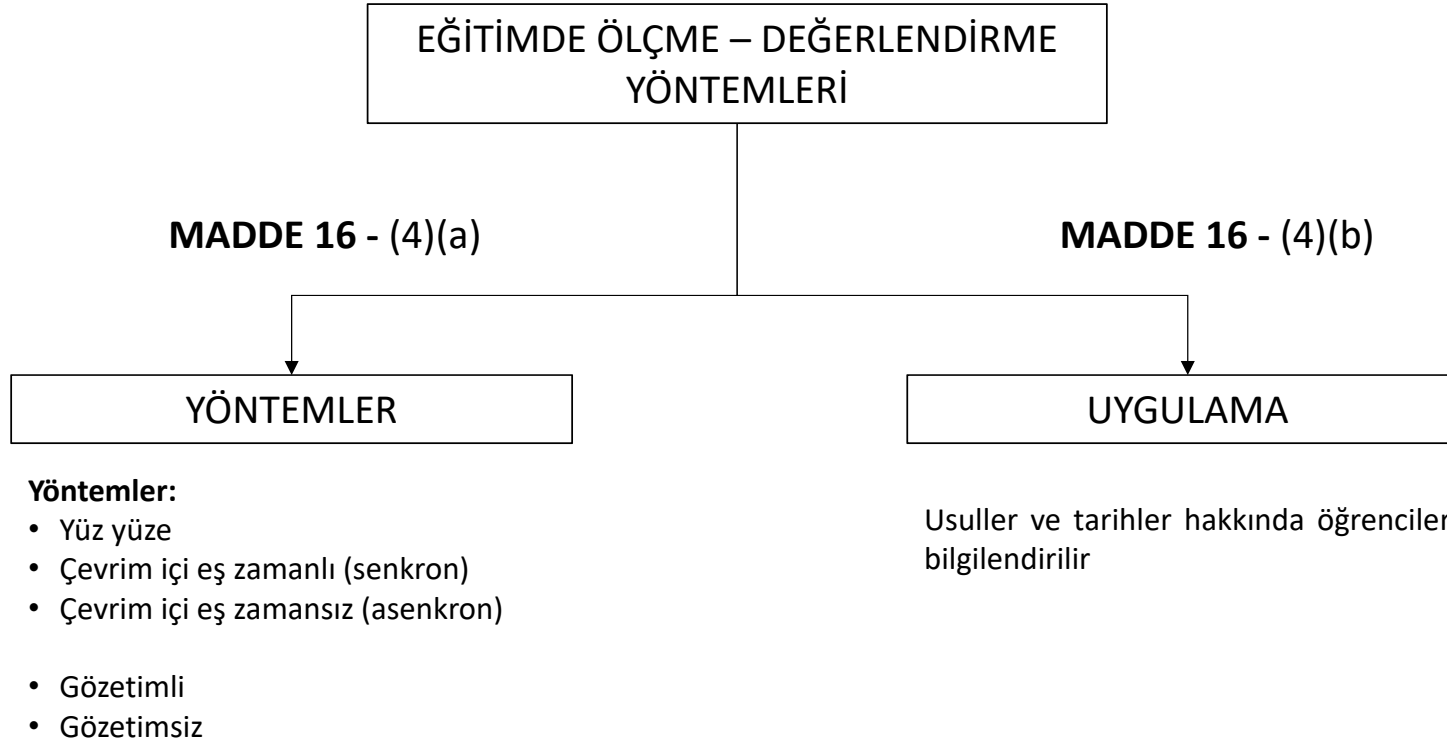 EĞİTİMDE ÖLÇME – DEĞERLENDİRME
YÖNTEMLERİ
MADDE 16 - (4)(a)
MADDE 16 - (4)(b)
YÖNTEMLER
UYGULAMA
Yöntemler:
• Yüz yüze
• Çevrim içi eş zamanlı (senkron)
• Çevrim içi eş zamansız (asenkron)
• Gözetimli
• Gözetimsiz
Usuller ve tarihler hakkında öğrenciler
bilgilendirilir